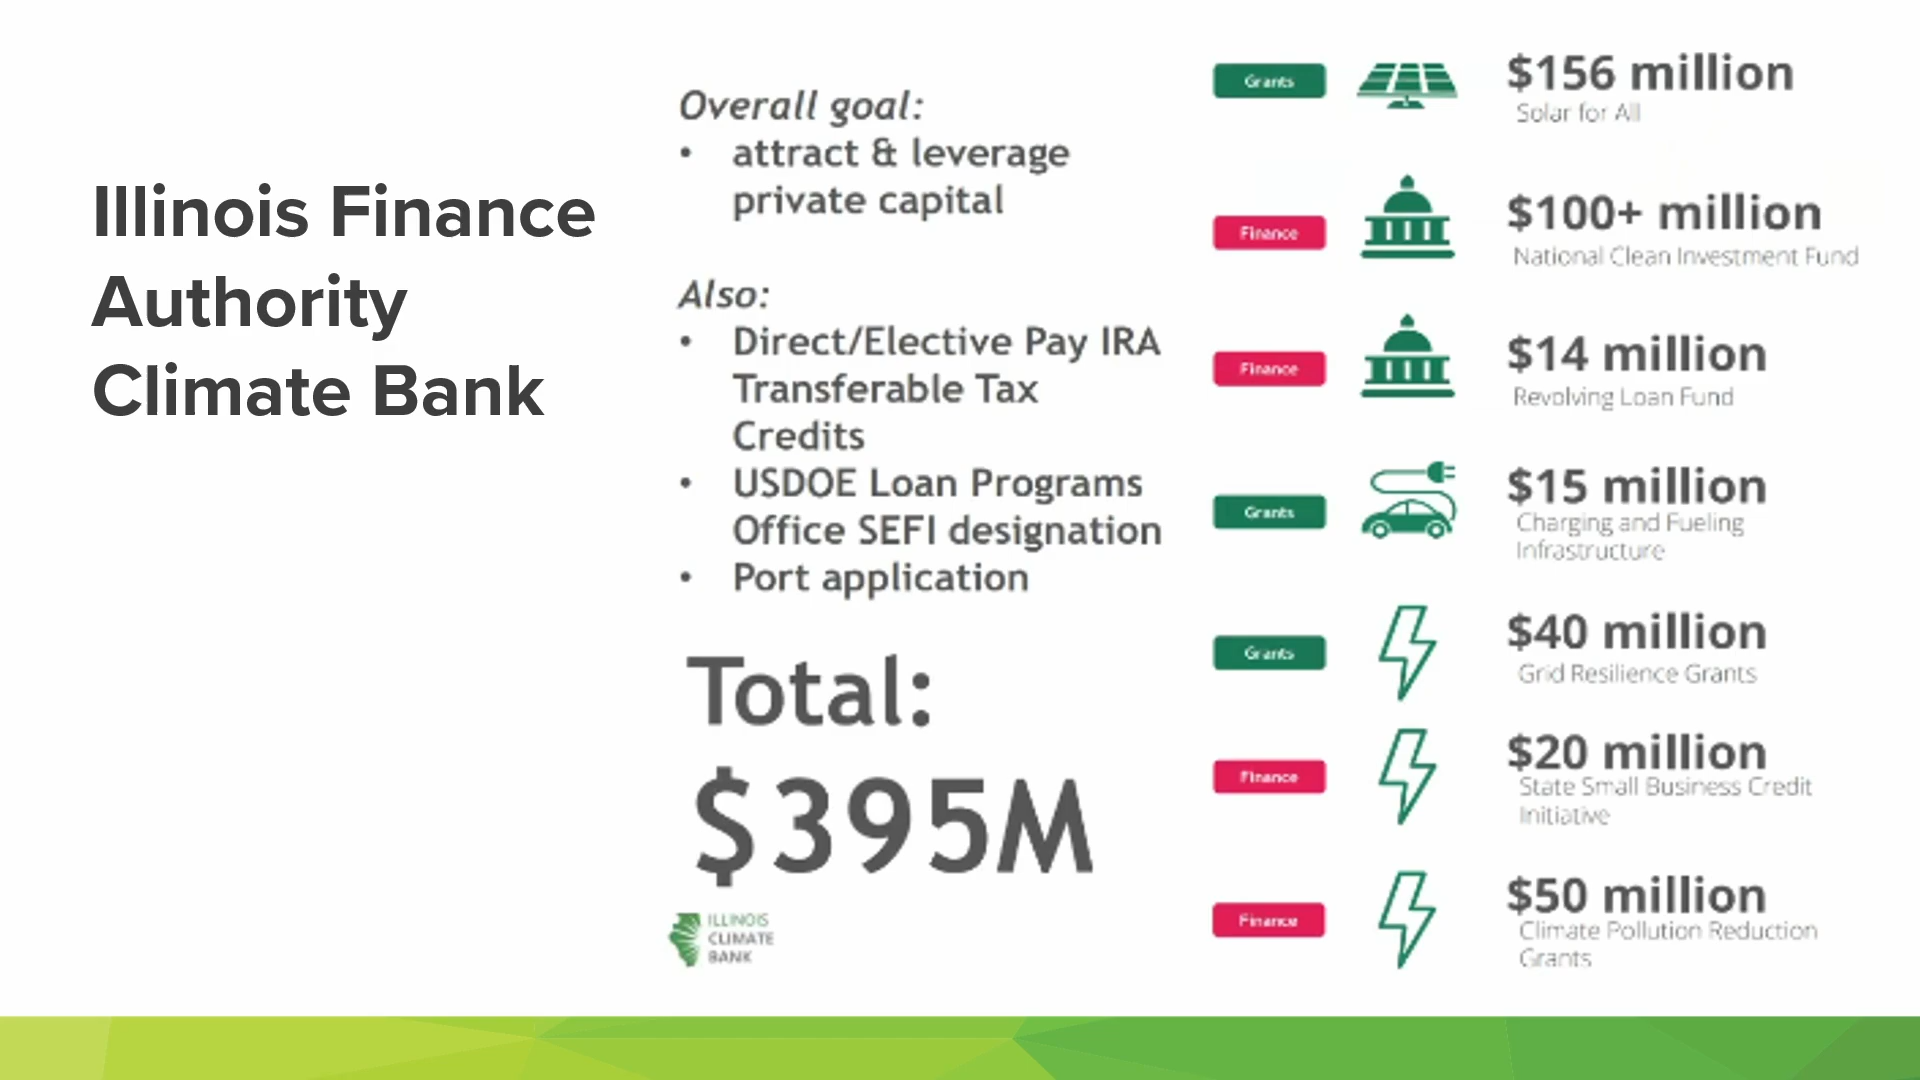 Illinois Finance
Authority
Climate Bank
Overall goal:
• attract & leverage
private capital
Also:
• Direct/Elective Pay IRA
Transferable Tax
Credits
• USDOE Loan Programs
Office SEFI designation
• Port application
Total:
$395M
ILLINOIS
CLIMATE
BANK
Grants
$156 million
Solar for All
Finance
$100+ million
National Clean Investment Fund
Finance
$14 million
Revolving Loan Fund
Grants
$15 million
Charging and Fueling
Infrastructure
Grants
$40 million
Grid Resilience Grants
Finance
$20 million
State Small Business Credit
Initiative
Finance
$50 million
Climate Pollution Reduction
Grants